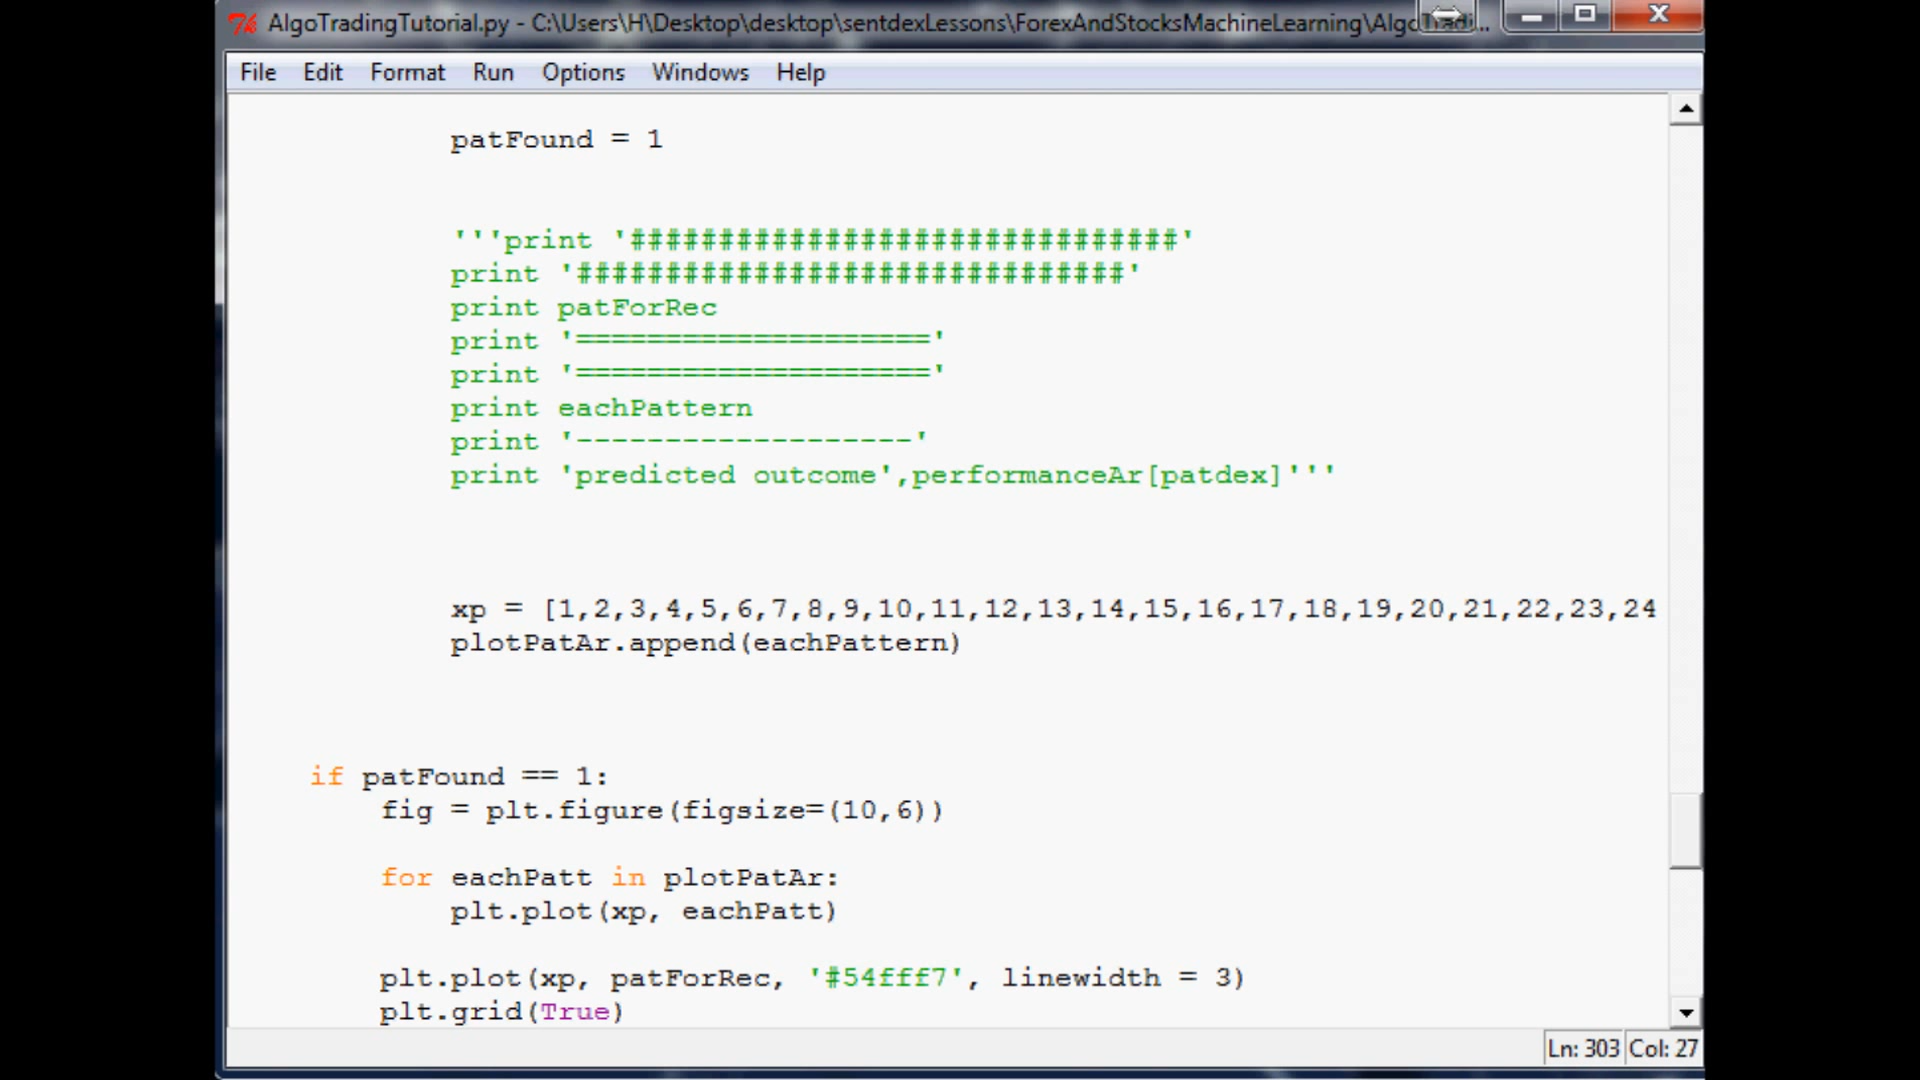 AlgoTradingTutorial.py - C:\Users\H\Desktop\desktop\sentdexLessons\ForexAndStocksMachineLearning\AlgoTradi...
File Edit Format Run Options Windows Help
patFound = 1
'''print '###############################'
print '###############################'
print patForRec
print '===================='
print '===================='
print eachPattern
print '-------------------'
print 'predicted outcome',performanceAr[patdex]'''
xp = [1,2,3,4,5,6,7,8,9,10,11,12,13,14,15,16,17,18,19,20,21,22,23,24
plotPatAr.append(eachPattern)
if patFound == 1:
fig = plt.figure(figsize=(10,6))
for eachPatt in plotPatAr:
plt.plot(xp, eachPatt)
plt.plot(xp, patForRec, '#54fff7', linewidth = 3)
plt.grid(True)
Ln: 303 Col: 27